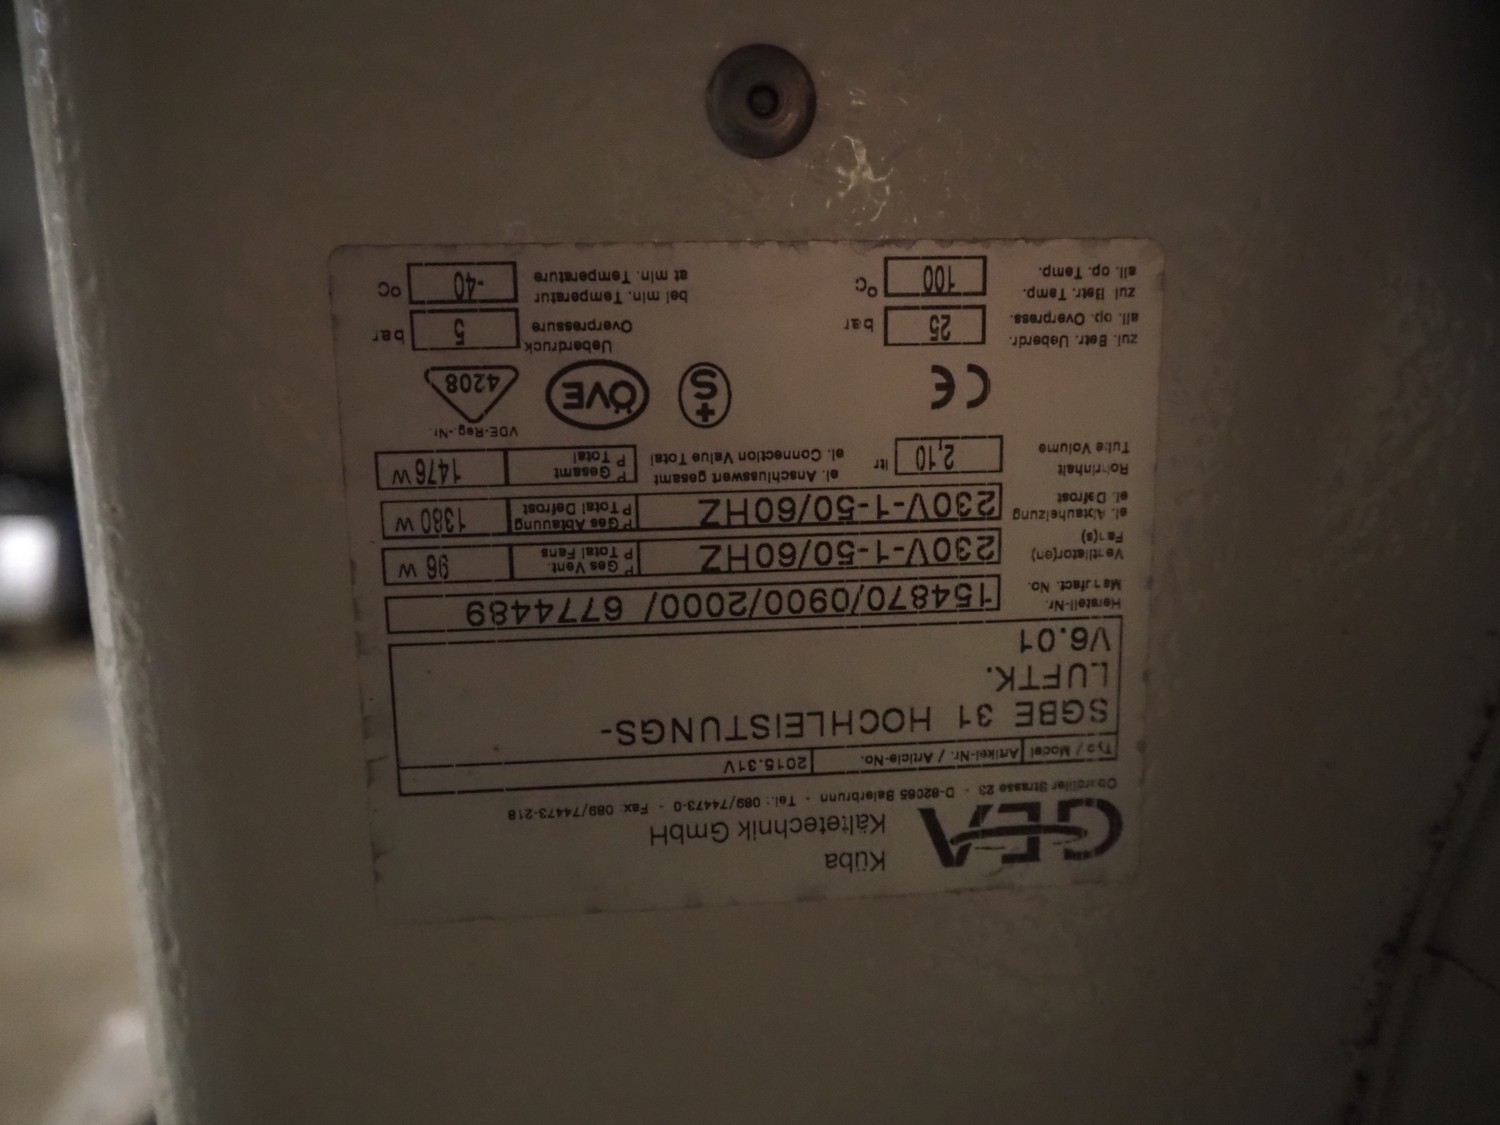 GEA
Küba
Kältetechnik GmbH
Strasse 23 · D-82065 Baierbrunn · Tel.: 089/74473-0 · Fax: 089/74473-218
Typ / Model Artikel-Nr. / Article-No. 2015.31V
SGBE 31 HOCHLEISTUNGS-
LUFTK.
V6.01
Herstell-Nr. 154870/0900/2000/ 6774489
Manufact. No.
Ventilator(en) 230V-1-50/60HZ P Ges Vent. 96 W
Fan(s) P Total Fans
el. Abtauheizung 230V-1-50/60HZ P Ges Abtauung 1380 W
el. Defrost P Total Defrost
Rohrinhalt 2,10 ltr el. Anschlusswert gesamt P Gesamt 1476 W
Tube Volume el. Connection Value Total P Total
VDE-Reg.-Nr.
CE +S ÖVE 4208
zul. Betr. Ueberdr. 25 bar Ueberdruck 5 bar
all. op. Overpress. Overpressure
zul Betr. Temp. 100 °C bei min. Temperatur -40 °C
all. op. Temp. at min. Temperature